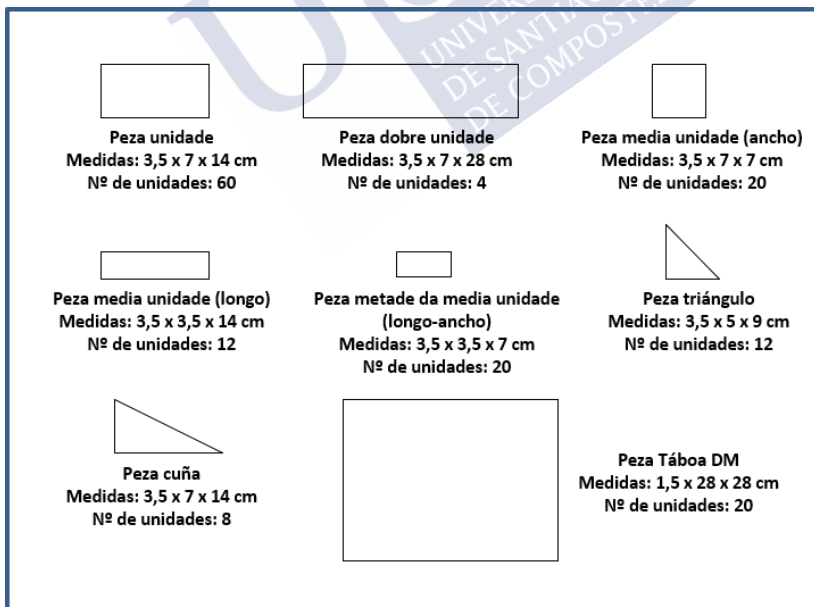 UNIVER
DE SANTIA
DE COMPOSTE
Peza unidade
Medidas: 3,5 x 7 x 14 cm
Nº de unidades: 60
Peza dobre unidade
Medidas: 3,5 x 7 x 28 cm
Nº de unidades: 4
Peza media unidade (ancho)
Medidas: 3,5 x 7 x 7 cm
Nº de unidades: 20
Peza media unidade (longo)
Medidas: 3,5 x 3,5 x 14 cm
Nº de unidades: 12
Peza metade da media unidade
(longo-ancho)
Medidas: 3,5 x 3,5 x 7 cm
Nº de unidades: 20
Peza triángulo
Medidas: 3,5 x 5 x 9 cm
Nº de unidades: 12
Peza cuña
Medidas: 3,5 x 7 x 14 cm
Nº de unidades: 8
Peza Táboa DM
Medidas: 1,5 x 28 x 28 cm
Nº de unidades: 20